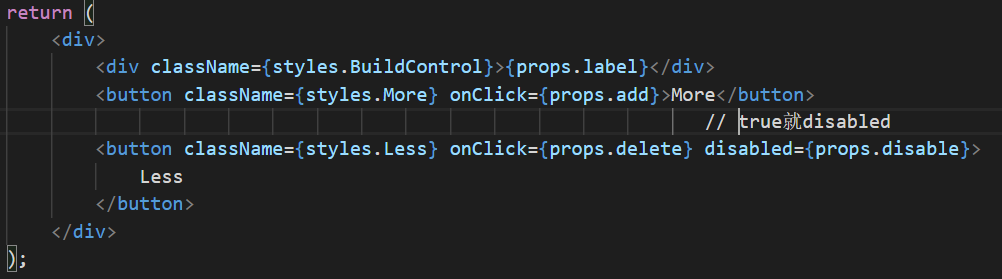 return (
<div>
<div className={styles.BuildControl}>{props.label}</div>
<button className={styles.More} onClick={props.add}>More</button>
// true就disabled
<button className={styles.Less} onClick={props.delete} disabled={props.disable}>
Less
</button>
</div>
);